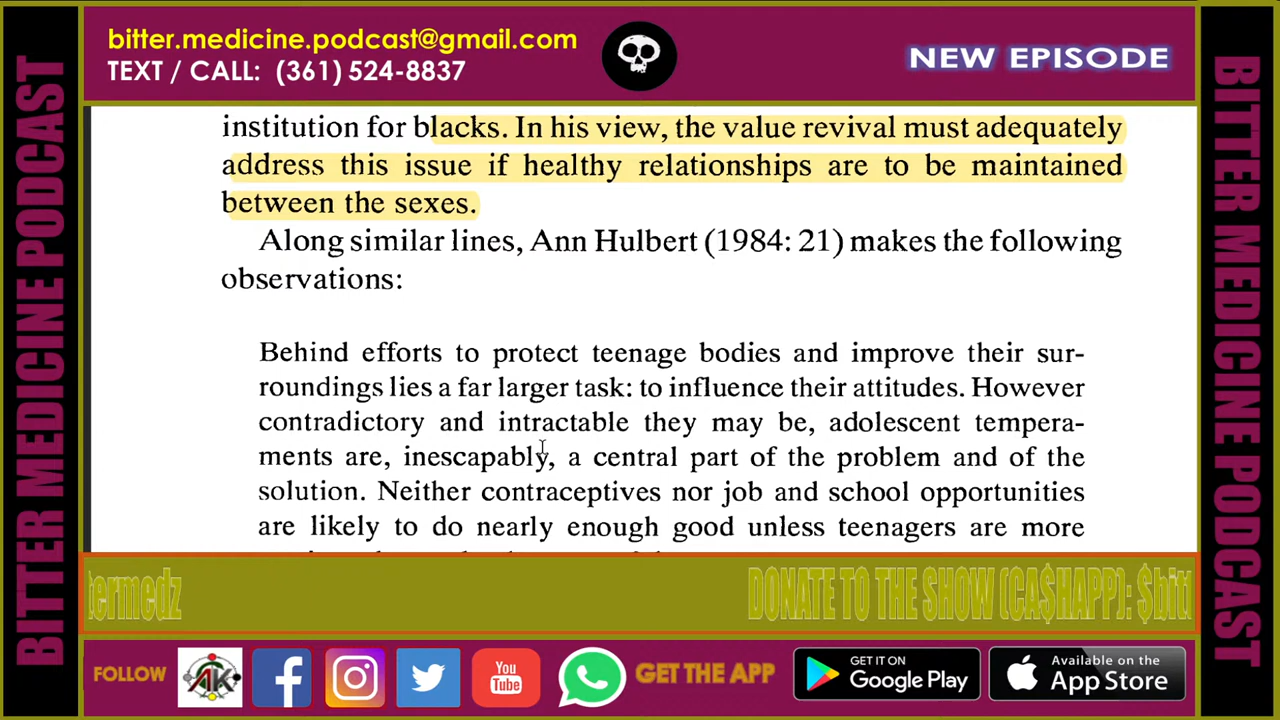 bitter.medicine.podcast@gmail.com
TEXT / CALL: (361) 524-8837
NEW EPISODE
BITTER MEDICINE PODCAST
BITTER MEDICINE PODCAST
institution for blacks. In his view, the value revival must adequately
address this issue if healthy relationships are to be maintained
between the sexes.
Along similar lines, Ann Hulbert (1984: 21) makes the following
observations:
Behind efforts to protect teenage bodies and improve their sur-
roundings lies a far larger task: to influence their attitudes. However
contradictory and intractable they may be, adolescent tempera-
ments are, inescapably, a central part of the problem and of the
solution. Neither contraceptives nor job and school opportunities
are likely to do nearly enough good unless teenagers are more
termedz
DONATE TO THE SHOW (CA$HAPP): $bitt
FOLLOW
You
Tube
GET THE APP
GET IT ON
Google Play
Available on the
App Store